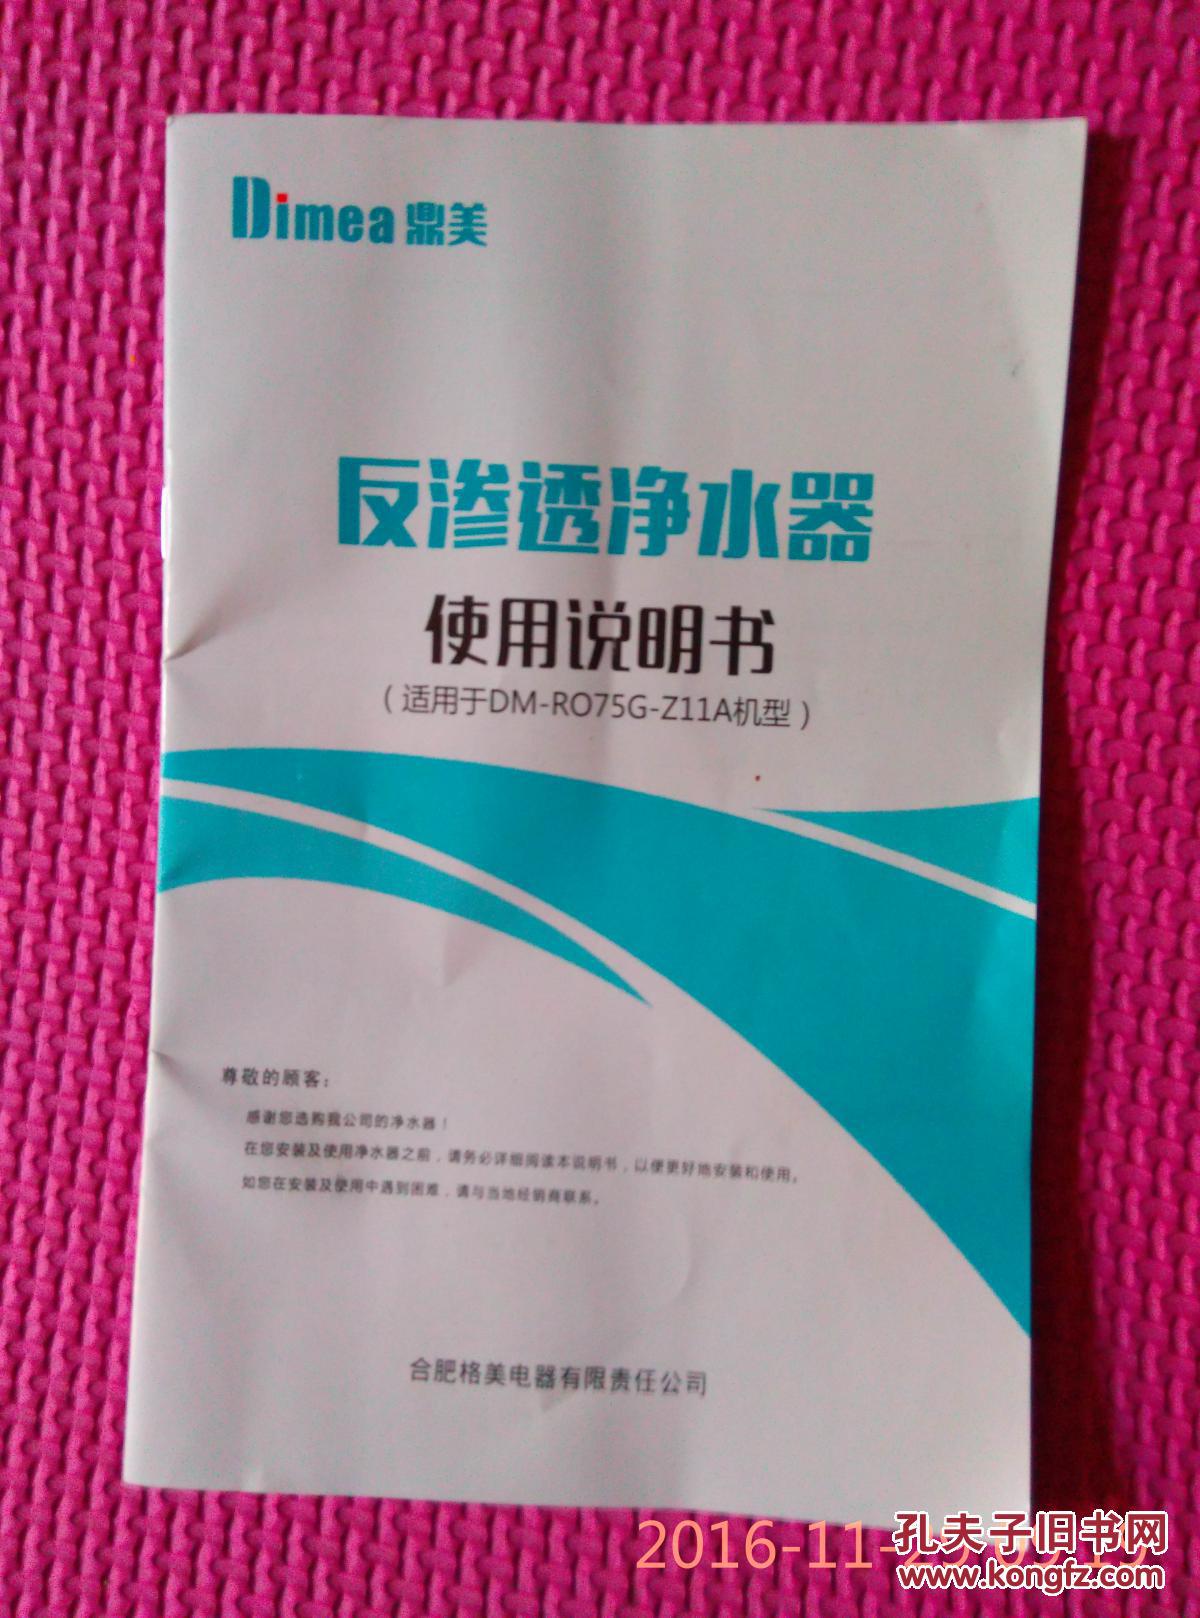 Dimea 鼎美
反渗透净水器
使用说明书
（适用于DM-RO75G-Z11A机型）
尊敬的顾客：
感谢您选购我公司的净水器！
在您安装及使用净水器之前，请务必详细阅读本说明书，以便更好地安装和使用。
如您在安装及使用中遇到困难，请与当地经销商联系。
合肥格美电器有限责任公司
2016-11-
孔夫子旧书网
www.kongfz.com